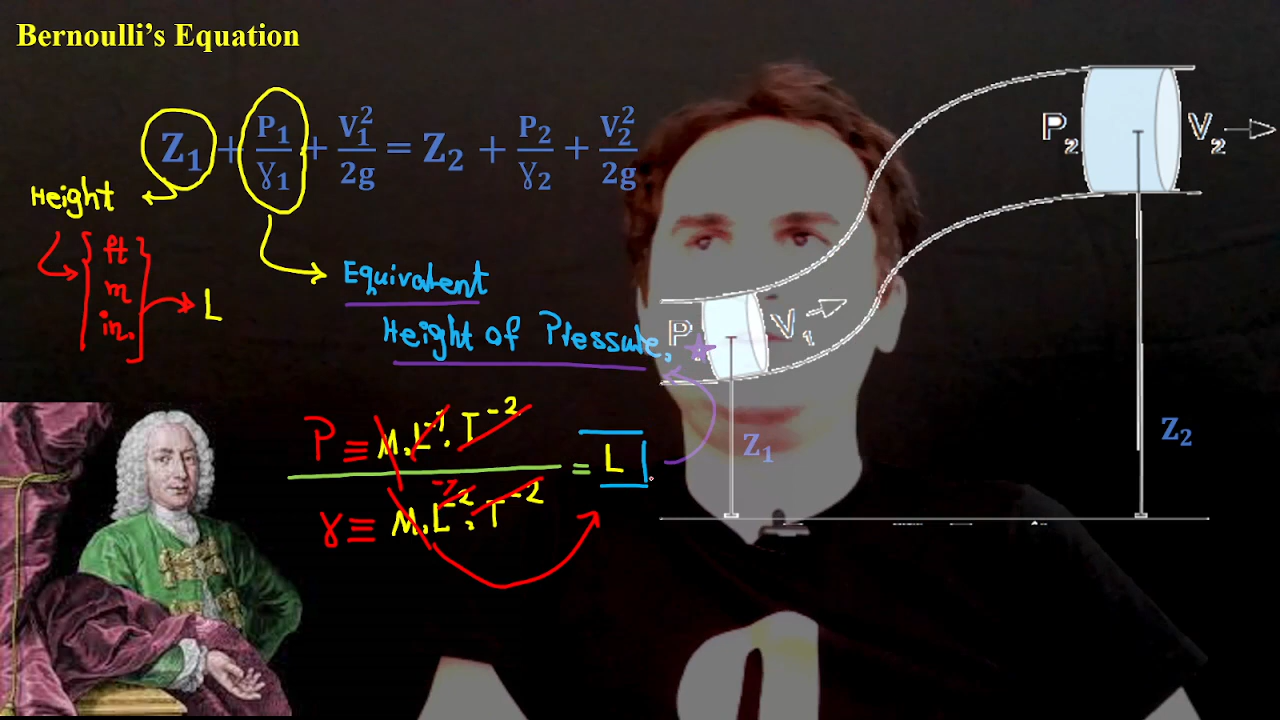 Bernoulli's Equation
Z₁ + P₁/γ₁ + V₁²/2g = Z₂ + P₂/γ₂ + V₂²/2g
Height
ft
m
in.
L
Equivalent
Height of Pressure,
P ≡ M.L⁻¹.T⁻²
= L
γ ≡ M.L⁻².T⁻²
P₂
V₂
P
V₁
Z₁
Z₂